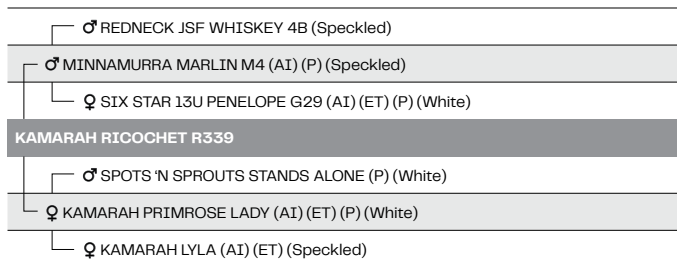 ♂ REDNECK JSF WHISKEY 4B (Speckled)
♂ MINNAMURRA MARLIN M4 (AI) (P) (Speckled)
♀ SIX STAR 13U PENELOPE G29 (AI) (ET) (P) (White)
KAMARAH RICOCHET R339
♂ SPOTS ‘N SPROUTS STANDS ALONE (P) (White)
♀ KAMARAH PRIMROSE LADY (AI) (ET) (P) (White)
♀ KAMARAH LYLA (AI) (ET) (Speckled)